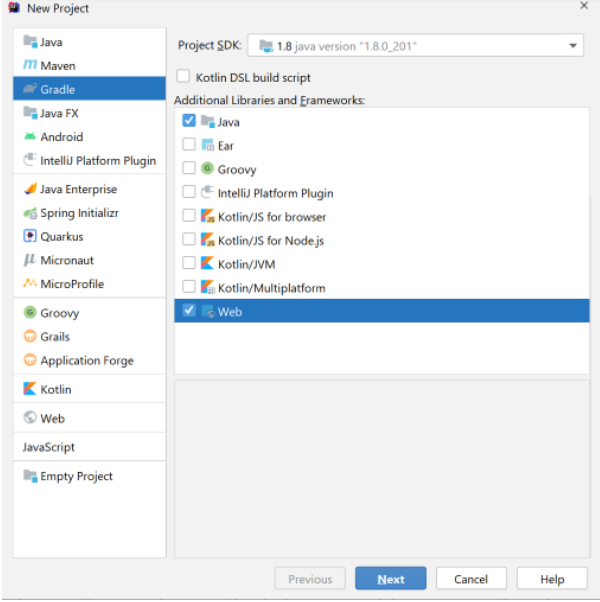 New Project
Java
Maven
Gradle
Java FX
Android
IntelliJ Platform Plugin
Java Enterprise
Spring Initializr
Quarkus
Micronaut
MicroProfile
Groovy
Grails
Application Forge
Kotlin
Web
JavaScript
Empty Project
Project SDK: 1.8 java version "1.8.0_201"
Kotlin DSL build script
Additional Libraries and Frameworks:
Java
Ear
Groovy
IntelliJ Platform Plugin
Kotlin/JS for browser
Kotlin/JS for Node.js
Kotlin/JVM
Kotlin/Multiplatform
Web
Previous Next Cancel Help